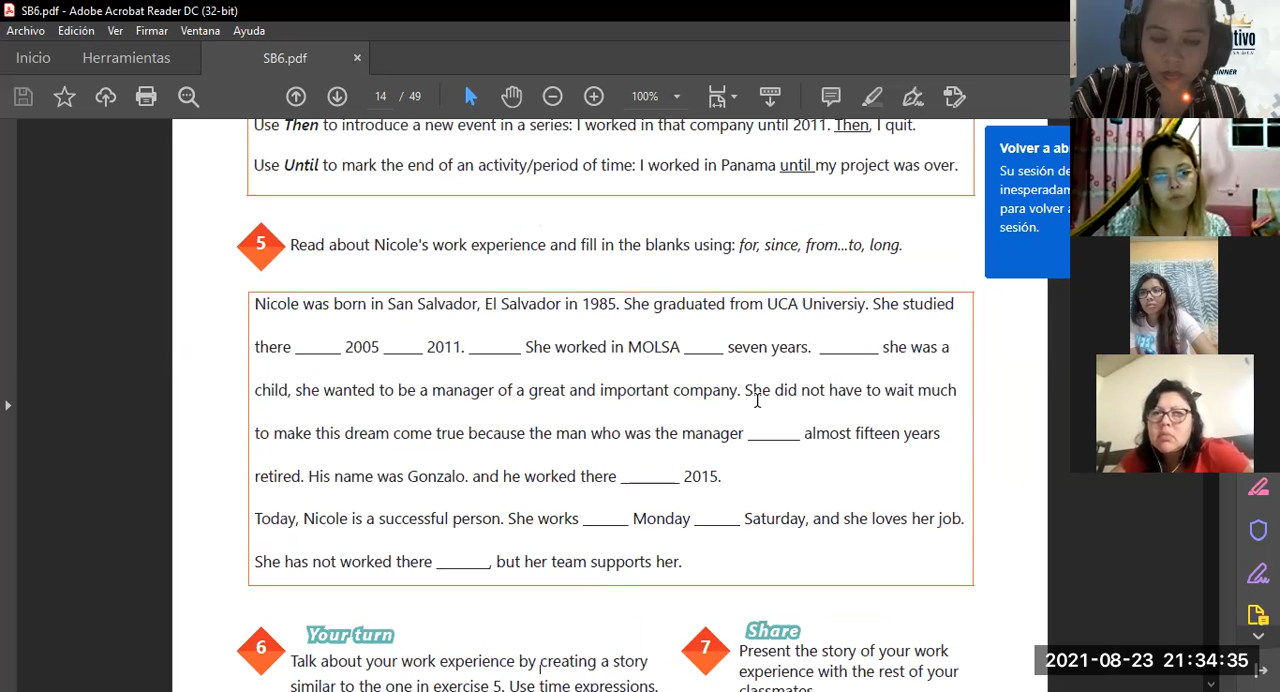 SB6.pdf - Adobe Acrobat Reader DC (32-bit)
Archivo Edición Ver Firmar Ventana Ayuda
Inicio Herramientas SB6.pdf ×
14 / 49 100%
Use Then to introduce a new event in a series: I worked in that company until 2011. Then, I quit.
Use Until to mark the end of an activity/period of time: I worked in Panama until my project was over.
5 Read about Nicole's work experience and fill in the blanks using: for, since, from...to, long.
Nicole was born in San Salvador, El Salvador in 1985. She graduated from UCA Universiy. She studied
there ______ 2005 _____ 2011. _______ She worked in MOLSA _____ seven years. ________ she was a
child, she wanted to be a manager of a great and important company. She did not have to wait much
to make this dream come true because the man who was the manager _______ almost fifteen years
retired. His name was Gonzalo. and he worked there ________ 2015.
Today, Nicole is a successful person. She works ______ Monday ______ Saturday, and she loves her job.
She has not worked there _______, but her team supports her.
6 Your turn
Talk about your work experience by creating a story
similar to the one in exercise 5. Use time expressions.
7 Share
Present the story of your work
experience with the rest of your
classmates
Volver a ab
Su sesión de
inesperadam
para volver a
sesión.
tivo
INNER
2021-08-23 21:34:35